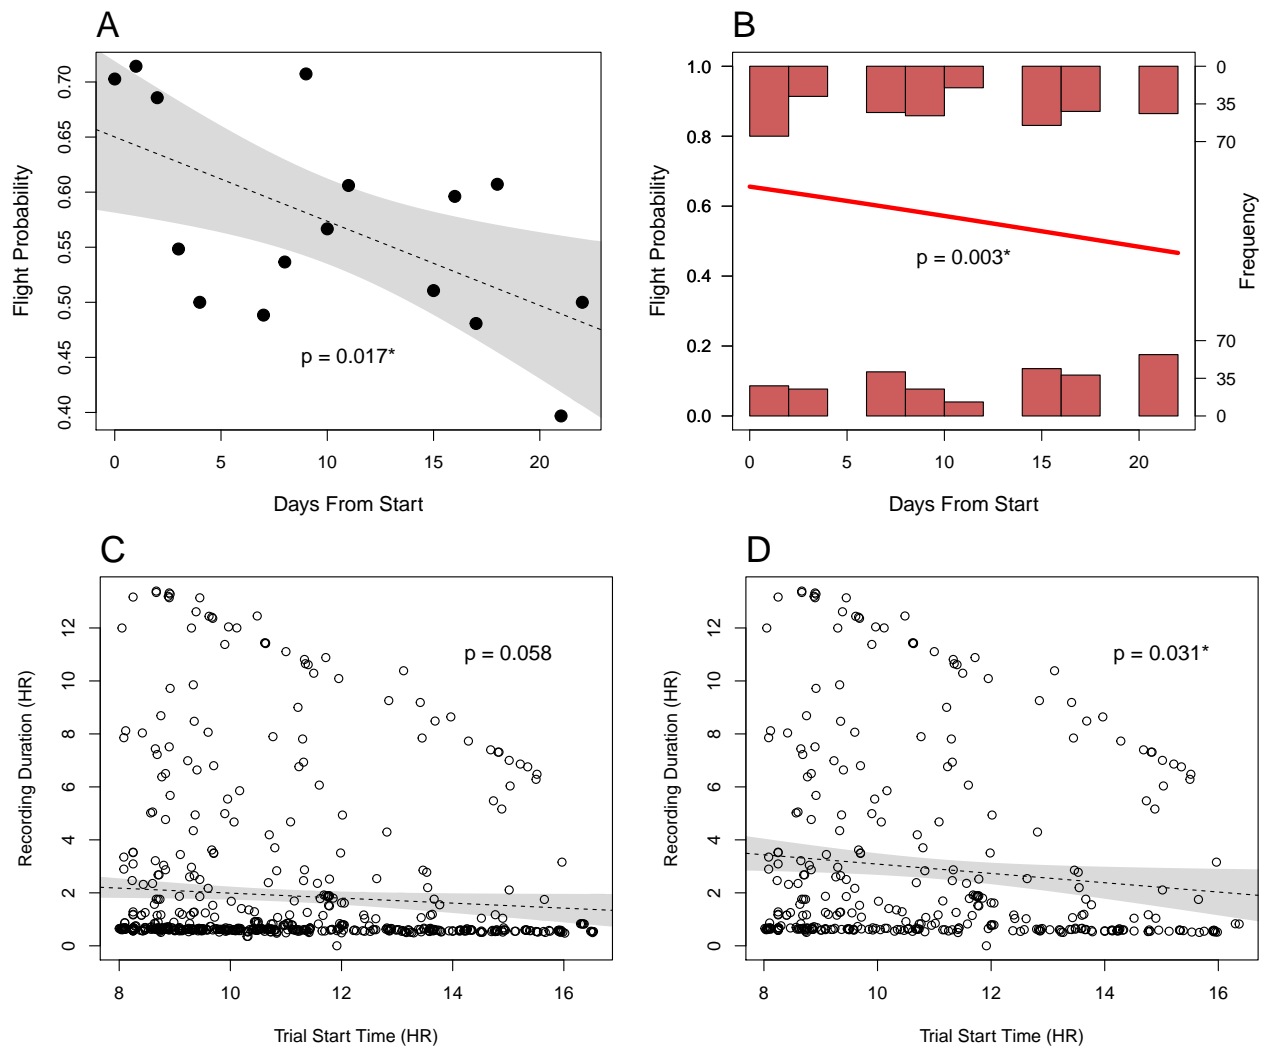 A
Flight Probability
0.70
0.65
0.60
0.55
0.50
0.45
0.40
p = 0.017*
0 5 10 15 20
Days From Start
B
Flight Probability
1.0
0.8
0.6
0.4
0.2
0.0
p = 0.003*
0
35
70
70
35
0
Frequency
0 5 10 15 20
Days From Start
C
Recording Duration (HR)
12
10
8
6
4
2
0
p = 0.058
8 10 12 14 16
Trial Start Time (HR)
D
Recording Duration (HR)
12
10
8
6
4
2
0
p = 0.031*
8 10 12 14 16
Trial Start Time (HR)